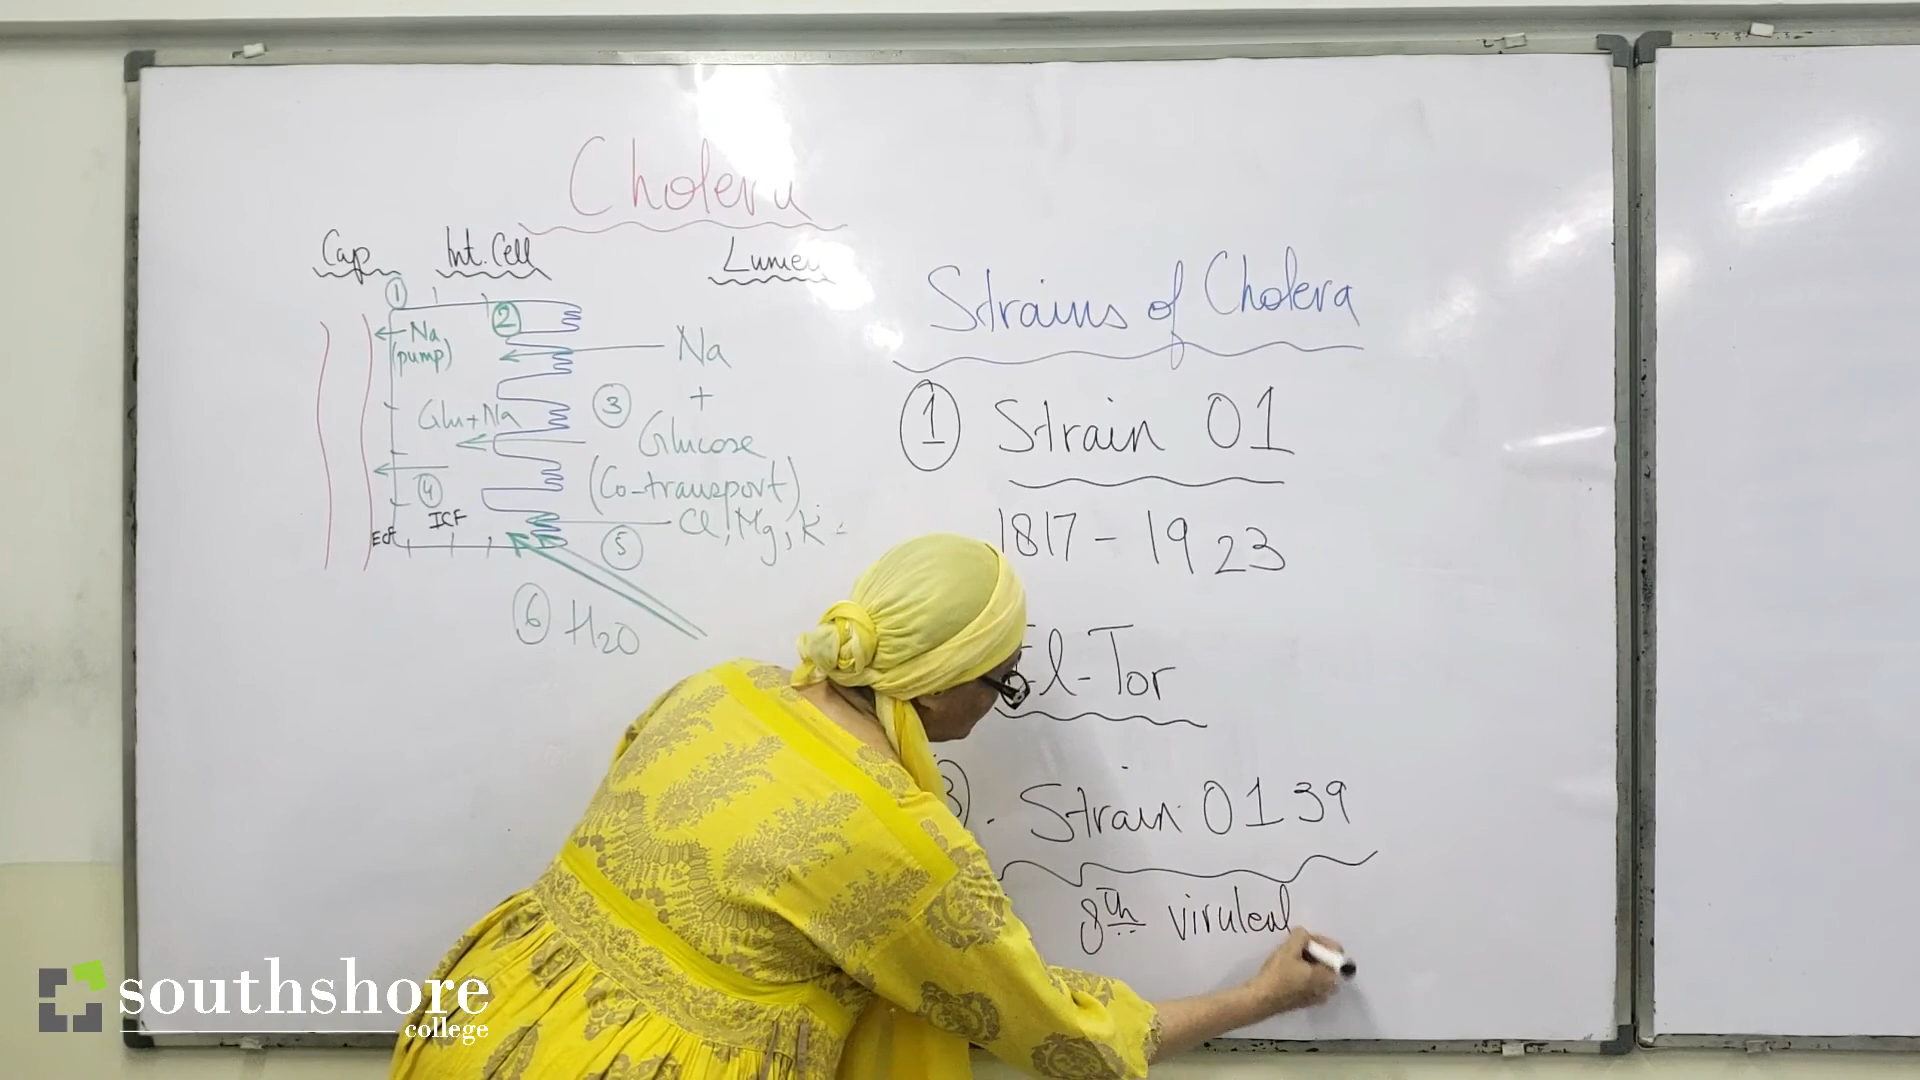 Cholera
Cap
Int. Cell
Lumen
①
②
Na
(pump)
Na
+
③
Glucose
(Co-transport)
Glu+Na
④
ICF
ECF
Cl, Mg, K
⑤
⑥ H2O
Strains of Cholera
① Strain 01
1817-1923
El-Tor
3. Strain 0139
8th
southshore
college